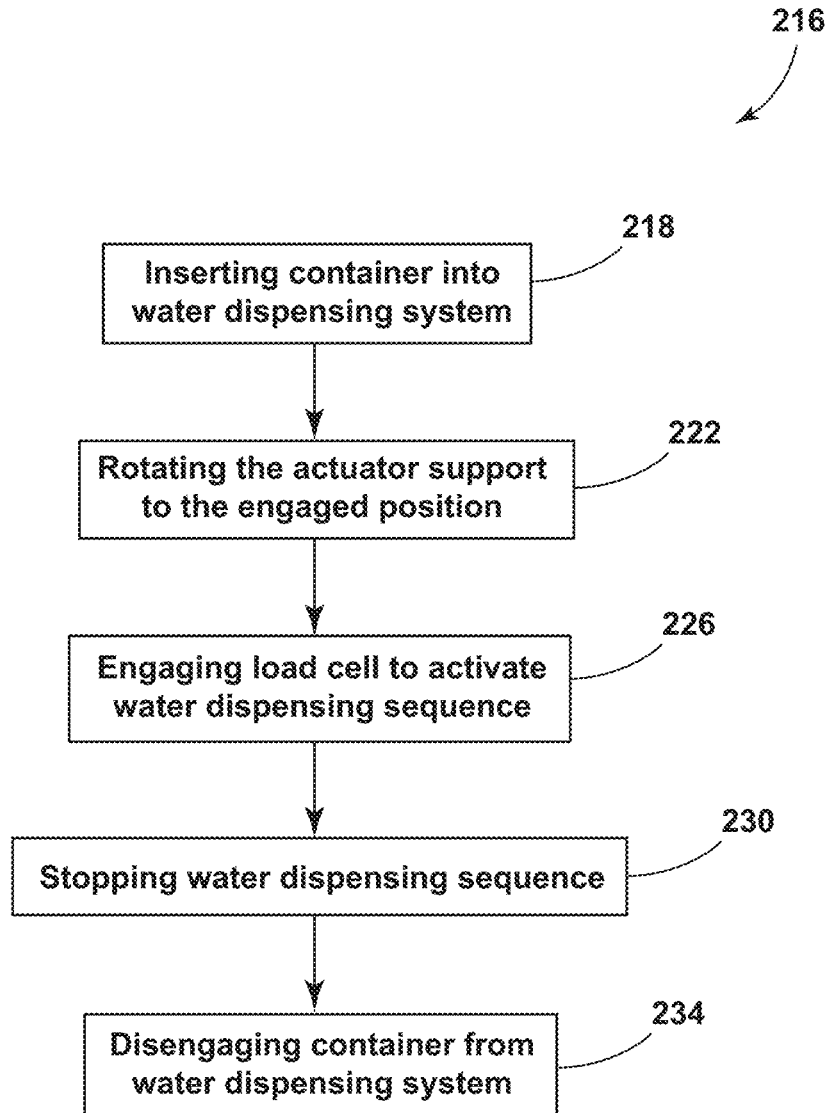 216
218
Inserting container into
water dispensing system
222
Rotating the actuator support
to the engaged position
226
Engaging load cell to activate
water dispensing sequence
230
Stopping water dispensing sequence
234
Disengaging container from
water dispensing system